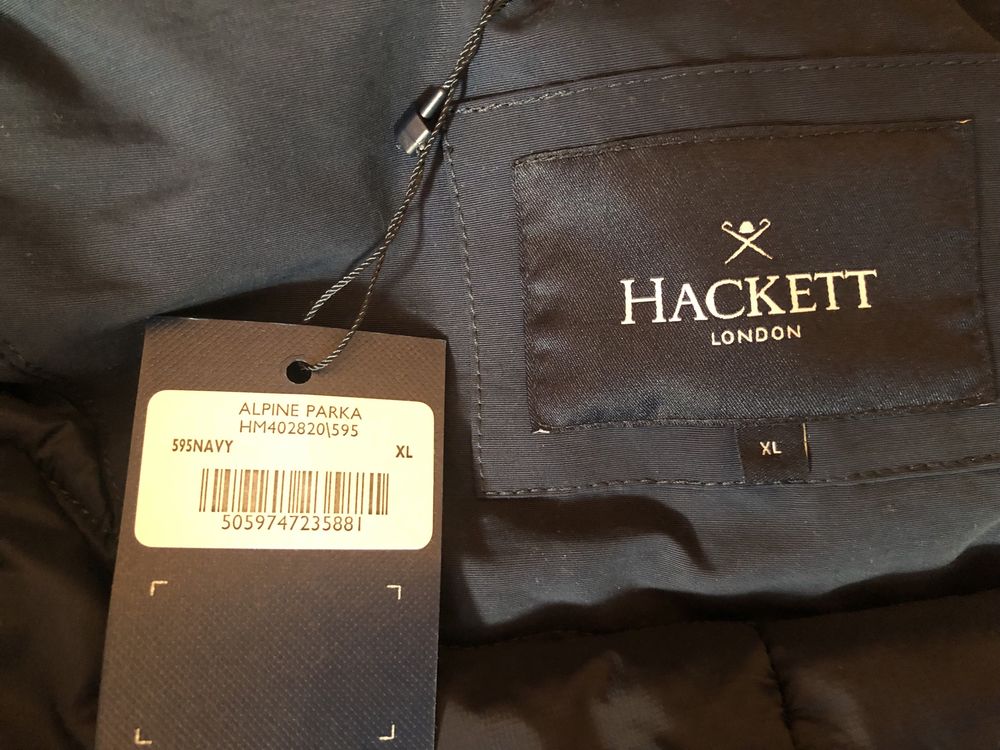 HACKETT
LONDON
XL
ALPINE PARKA
HM402820\595
595NAVY XL
5059747235881